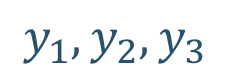 y₁, y₂, y₃